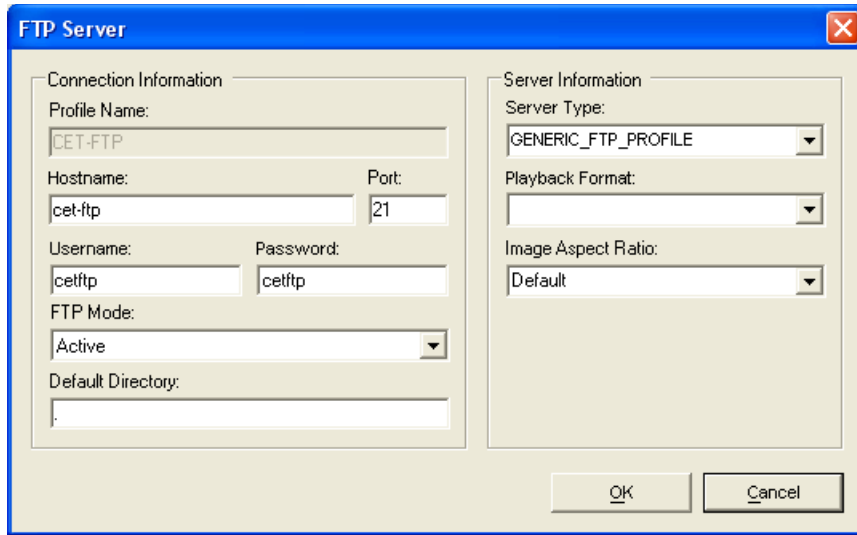 FTP Server
Connection Information
Profile Name:
CET-FTP
Hostname: Port:
cet-ftp 21
Username: Password:
cetftp cetftp
FTP Mode:
Active
Default Directory:
.
Server Information
Server Type:
GENERIC_FTP_PROFILE
Playback Format:
Image Aspect Ratio:
Default
OK Cancel